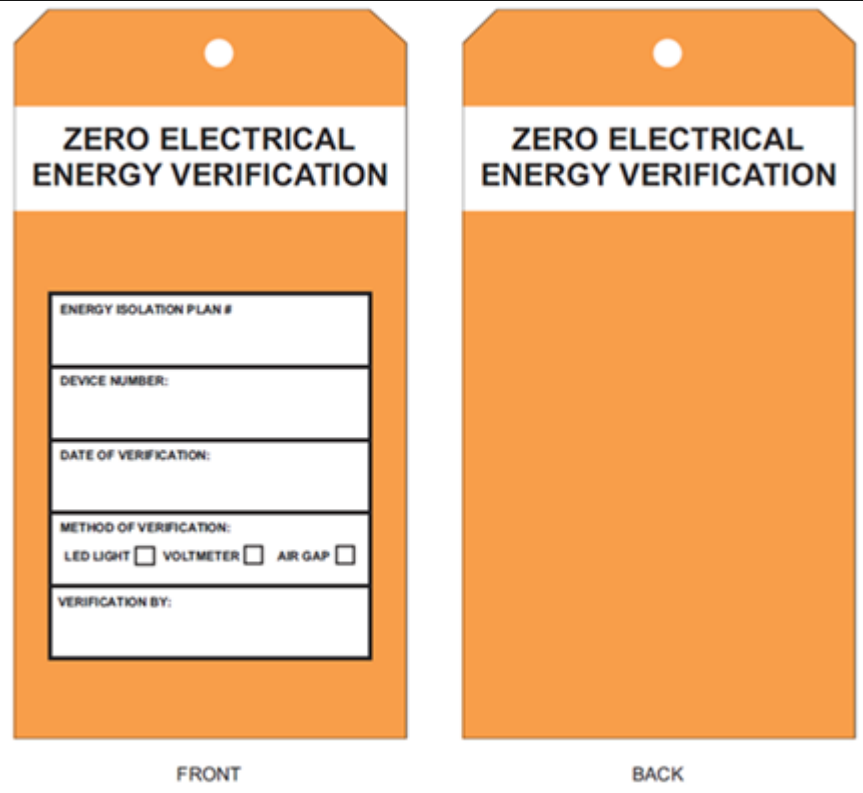 ZERO ELECTRICAL
ENERGY VERIFICATION
ENERGY ISOLATION PLAN #
DEVICE NUMBER:
DATE OF VERIFICATION:
METHOD OF VERIFICATION:
LED LIGHT VOLTMETER AIR GAP
VERIFICATION BY:
FRONT
ZERO ELECTRICAL
ENERGY VERIFICATION
BACK